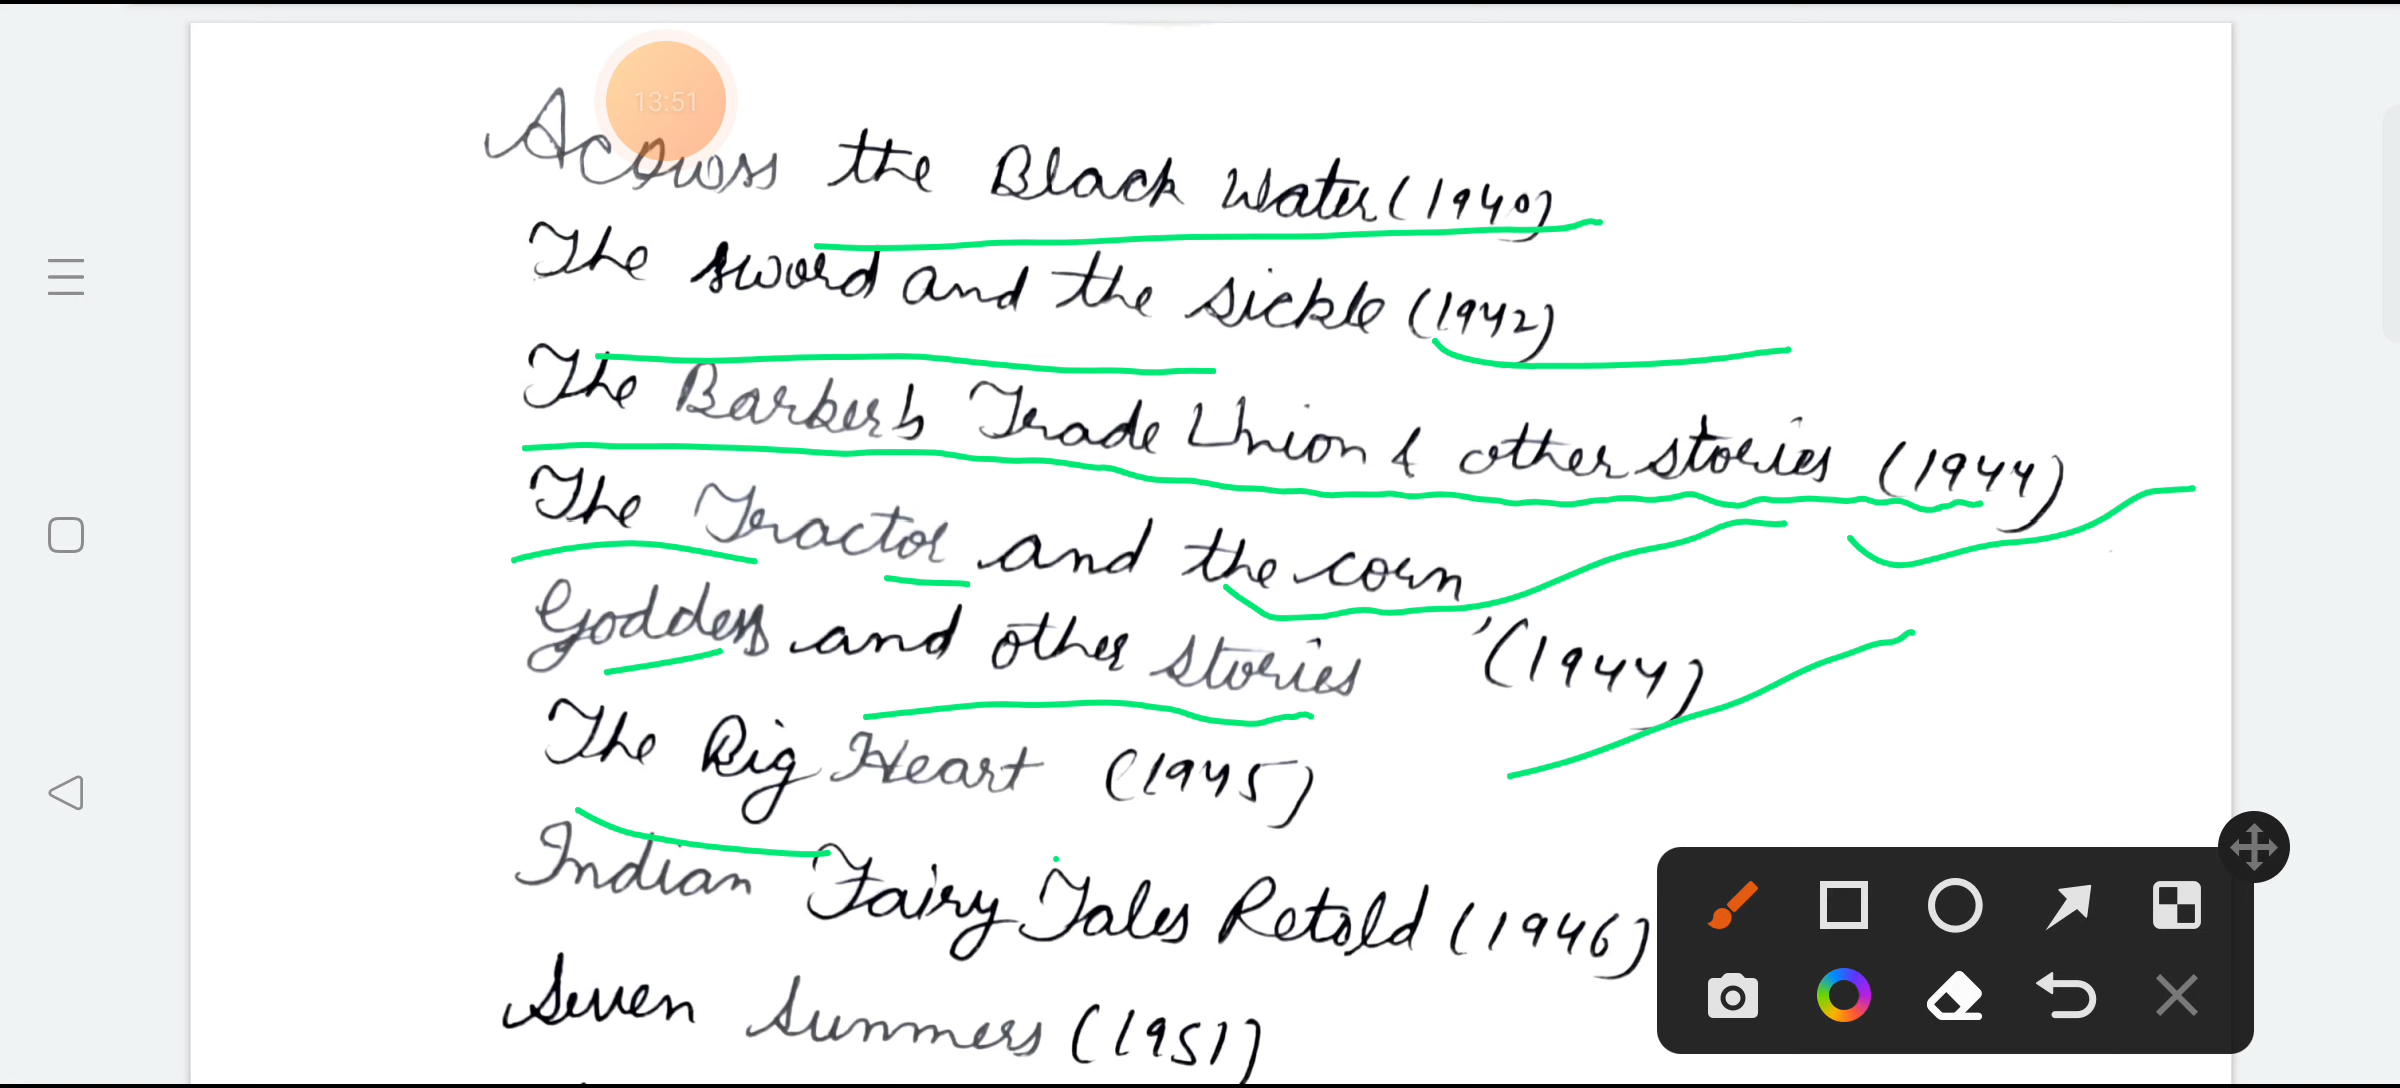 13:51
Across the Black Water (1940)
The sword and the sickle (1942)
The Barber's Trade Union & other stories (1944)
The Tractor and the corn
Goddess and other stories (1944)
The Big Heart (1945)
Indian Fairy Tales Retold (1946)
Seven Summers (1951)